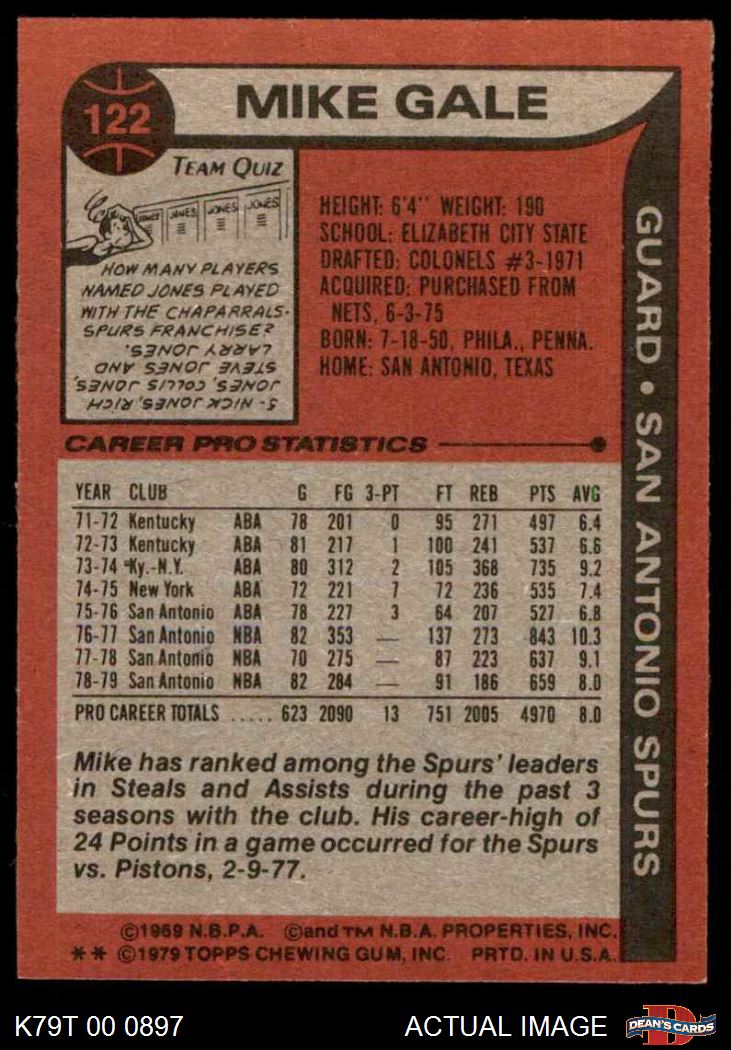 122
MIKE GALE
TEAM QUIZ
JONES JONES JONES JONES
HOW MANY PLAYERS
NAMED JONES PLAYED
WITH THE CHAPARRALS-
SPURS FRANCHISE?
5- NICK JONES, RICH
JONES, COLLIS JONES,
STEVE JONES AND
LARRY JONES.
HEIGHT: 6'4" WEIGHT: 190
SCHOOL: ELIZABETH CITY STATE
DRAFTED: COLONELS #3-1971
ACQUIRED: PURCHASED FROM
NETS, 6-3-75
BORN: 7-18-50, PHILA., PENNA.
HOME: SAN ANTONIO, TEXAS
GUARD • SAN ANTONIO SPURS
CAREER PRO STATISTICS
YEAR CLUB G FG 3-PT FT REB PTS AVG
71-72 Kentucky ABA 78 201 0 95 271 497 6.4
72-73 Kentucky ABA 81 217 1 100 241 537 6.6
73-74 Ky.-N.Y. ABA 80 312 2 105 368 735 9.2
74-75 New York ABA 72 221 7 72 236 535 7.4
75-76 San Antonio ABA 78 227 3 64 207 527 6.8
76-77 San Antonio NBA 82 353 — 137 273 843 10.3
77-78 San Antonio NBA 70 275 — 87 223 637 9.1
78-79 San Antonio NBA 82 284 — 91 186 659 8.0
PRO CAREER TOTALS ..... 623 2090 13 751 2005 4970 8.0
Mike has ranked among the Spurs' leaders
in Steals and Assists during the past 3
seasons with the club. His career-high of
24 Points in a game occurred for the Spurs
vs. Pistons, 2-9-77.
©1969 N.B.P.A. ©and TM N.B.A. PROPERTIES, INC.
** ©1979 TOPPS CHEWING GUM, INC. PRTD. IN U.S.A.
K79T 00 0897
ACTUAL IMAGE
D
DEAN'S CARDS